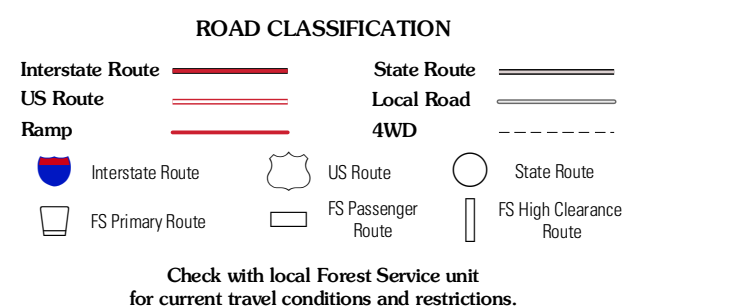 ROAD CLASSIFICATION
Interstate Route
State Route
US Route
Local Road
Ramp
4WD
Interstate Route
US Route
State Route
FS Primary Route
FS Passenger
Route
FS High Clearance
Route
Check with local Forest Service unit
for current travel conditions and restrictions.